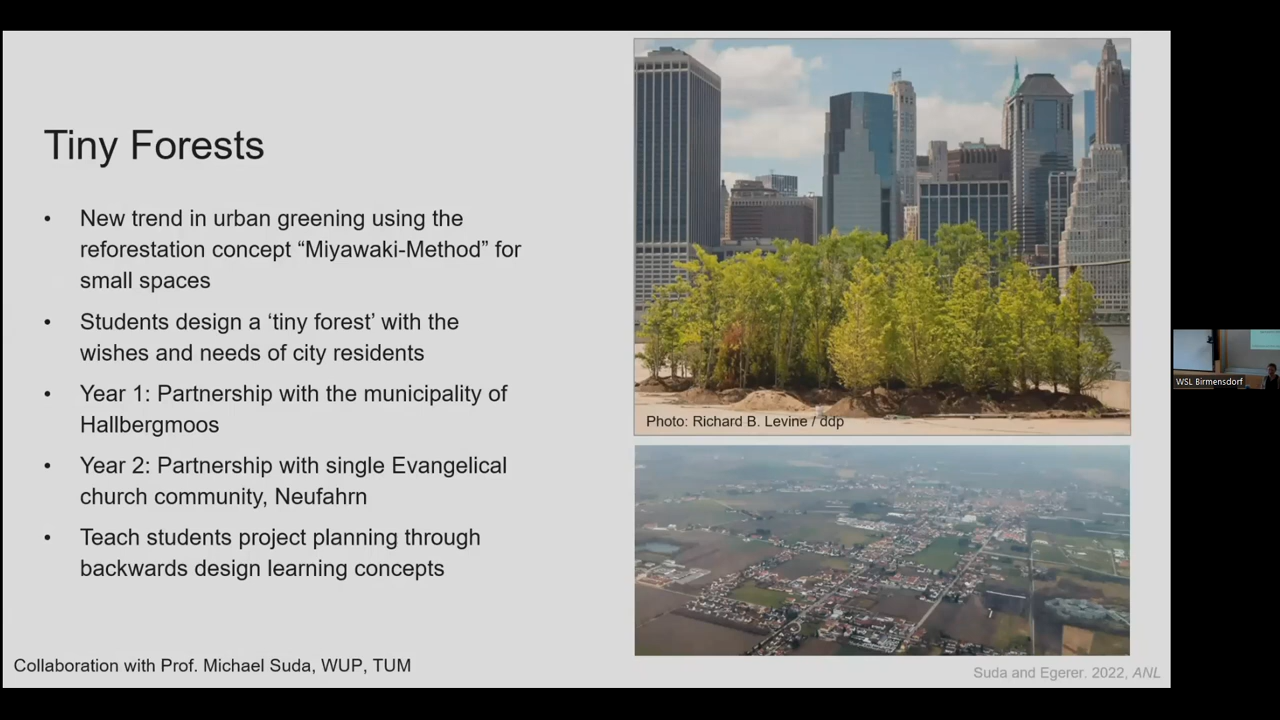 Tiny Forests
• New trend in urban greening using the
reforestation concept “Miyawaki-Method” for
small spaces
• Students design a ‘tiny forest’ with the
wishes and needs of city residents
• Year 1: Partnership with the municipality of
Hallbergmoos
• Year 2: Partnership with single Evangelical
church community, Neufahrn
• Teach students project planning through
backwards design learning concepts
Collaboration with Prof. Michael Suda, WUP, TUM
Photo: Richard B. Levine / ddp
Suda and Egerer. 2022, ANL
WSL Birmensdorf